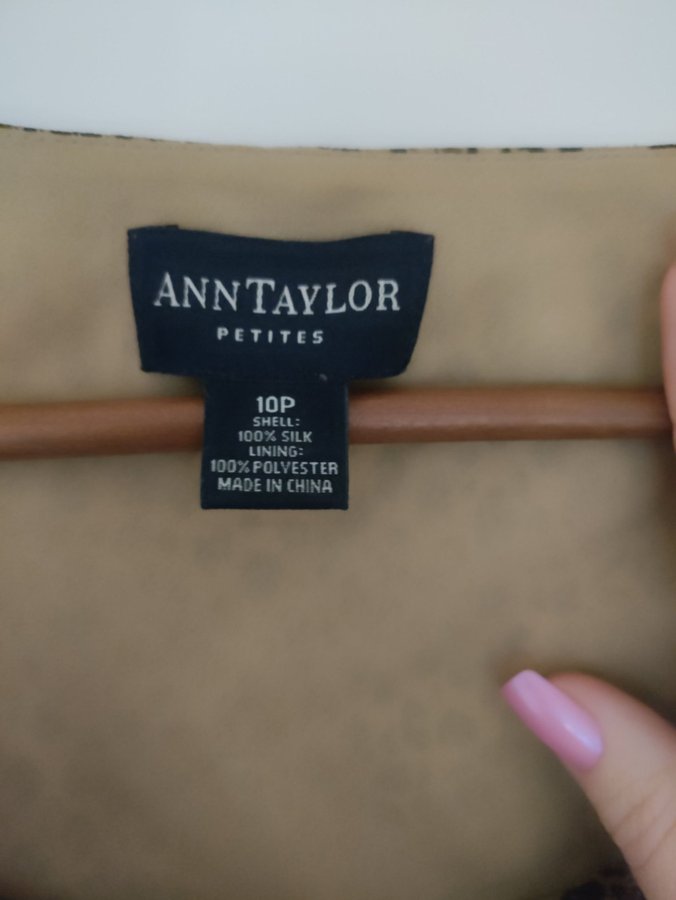 ANNTAYLOR
PETITES
10P
SHELL:
100% SILK
LINING:
100% POLYESTER
MADE IN CHINA